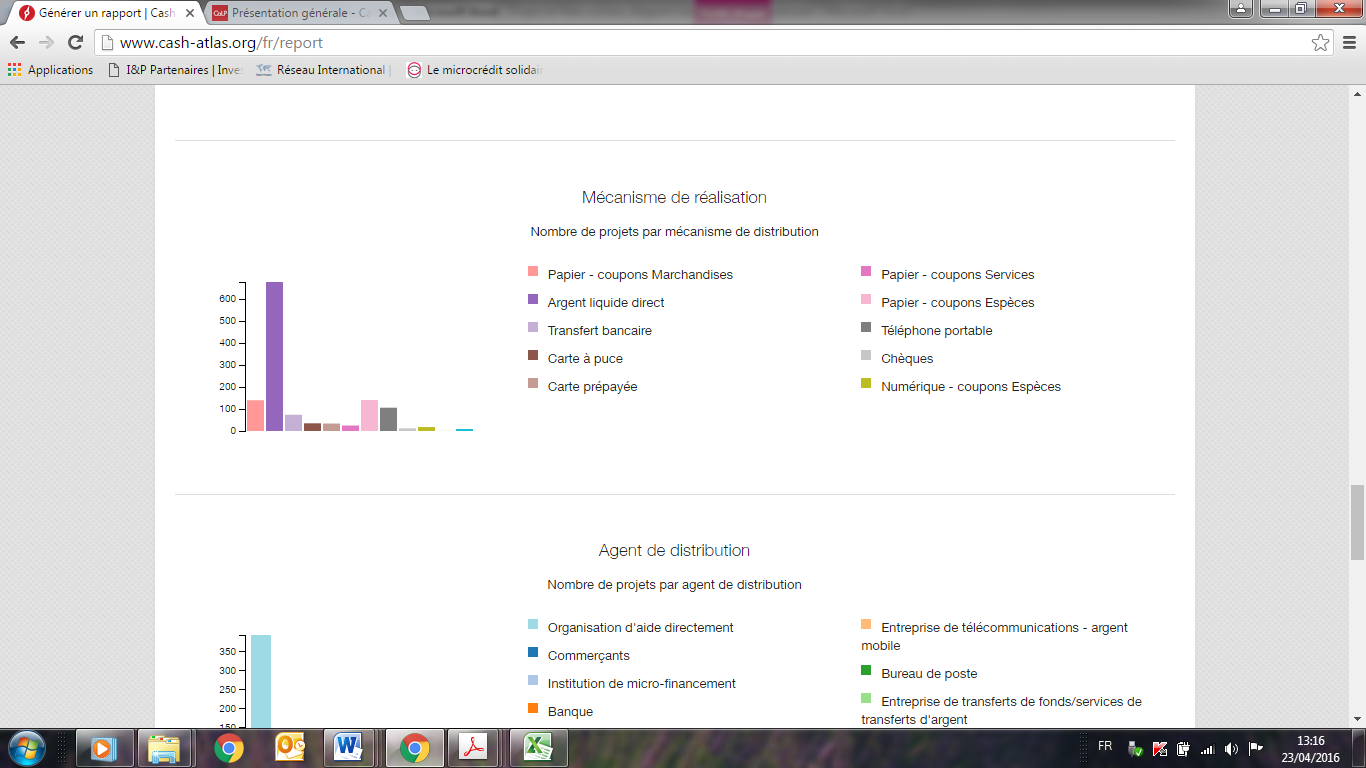 Générer un rapport | Cash
Présentation générale - Ca
www.cash-atlas.org/fr/report
Applications
I&P Partenaires | Inves
Réseau International |
Le microcrédit solidair
Mécanisme de réalisation
Nombre de projets par mécanisme de distribution
600
500
400
300
200
100
0
Papier - coupons Marchandises
Argent liquide direct
Transfert bancaire
Carte à puce
Carte prépayée
Papier - coupons Services
Papier - coupons Espèces
Téléphone portable
Chèques
Numérique - coupons Espèces
Agent de distribution
Nombre de projets par agent de distribution
350
300
250
200
150
Organisation d'aide directement
Commerçants
Institution de micro-financement
Banque
Entreprise de télécommunications - argent
mobile
Bureau de poste
Entreprise de transferts de fonds/services de
transferts d'argent
FR
13:16
23/04/2016